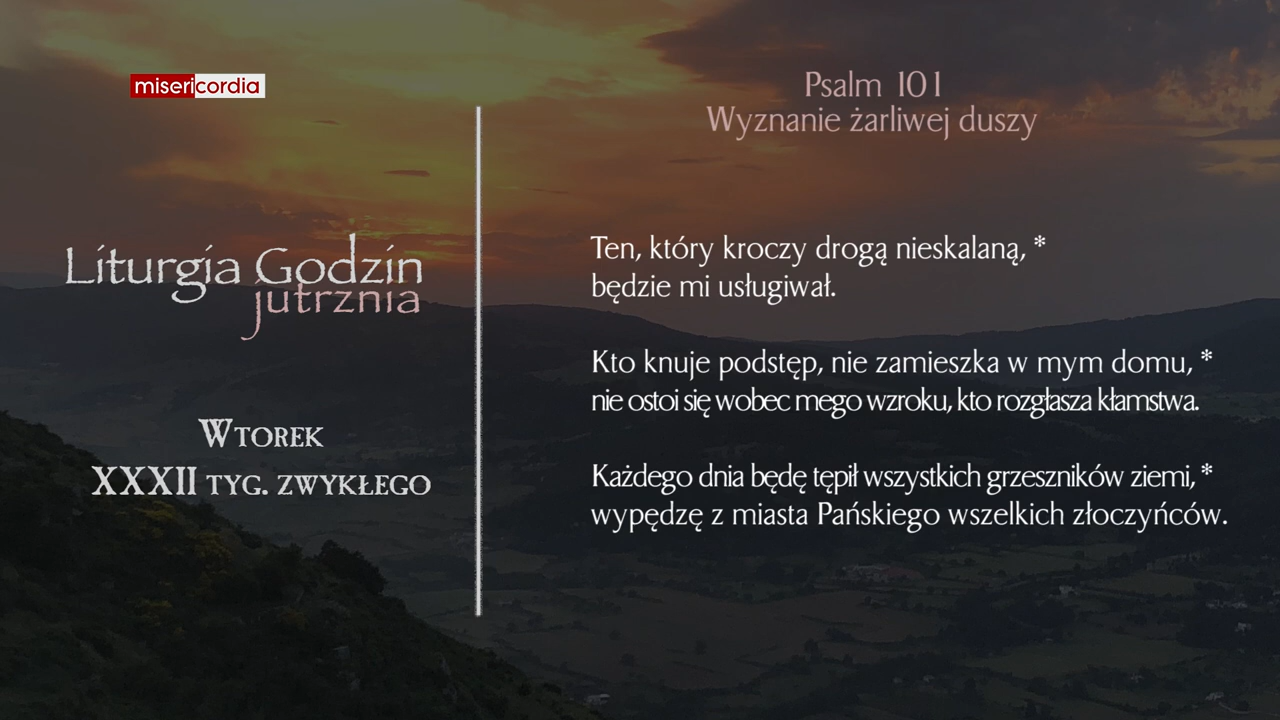 misericordia
Liturgia Godzin
jutrznia
Wtorek
XXXII tyg. zwykłego
Psalm 101
Wyznanie żarliwej duszy
Ten, który kroczy drogą nieskalaną, *
będzie mi usługiwał.
Kto knuje podstęp, nie zamieszka w mym domu, *
nie ostoi się wobec mego wzroku, kto rozgłasza kłamstwa.
Każdego dnia będę tępił wszystkich grzeszników ziemi, *
wypędzę z miasta Pańskiego wszelkich złoczyńców.